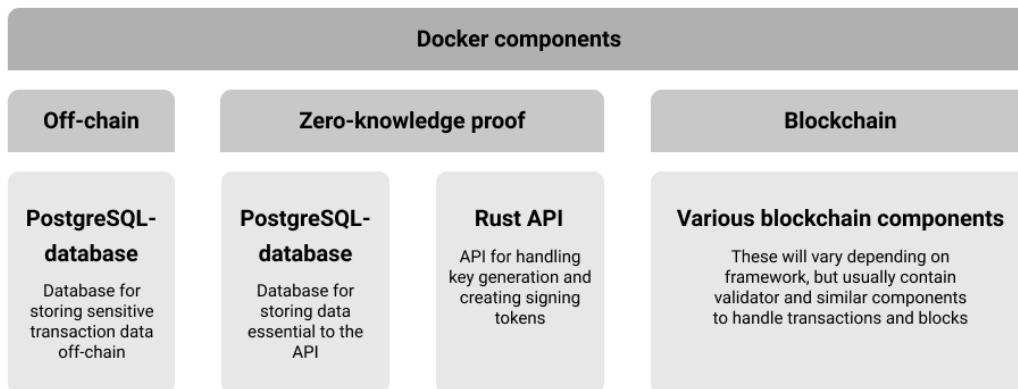 Docker components
Off-chain
Zero-knowledge proof
Blockchain
PostgreSQL-
database
Database for
storing sensitive
transaction data
off-chain
PostgreSQL-
database
Database for
storing data
essential to the
API
Rust API
API for handling
key generation and
creating signing
tokens
Various blockchain components
These will vary depending on
framework, but usually contain
validator and similar components
to handle transactions and blocks